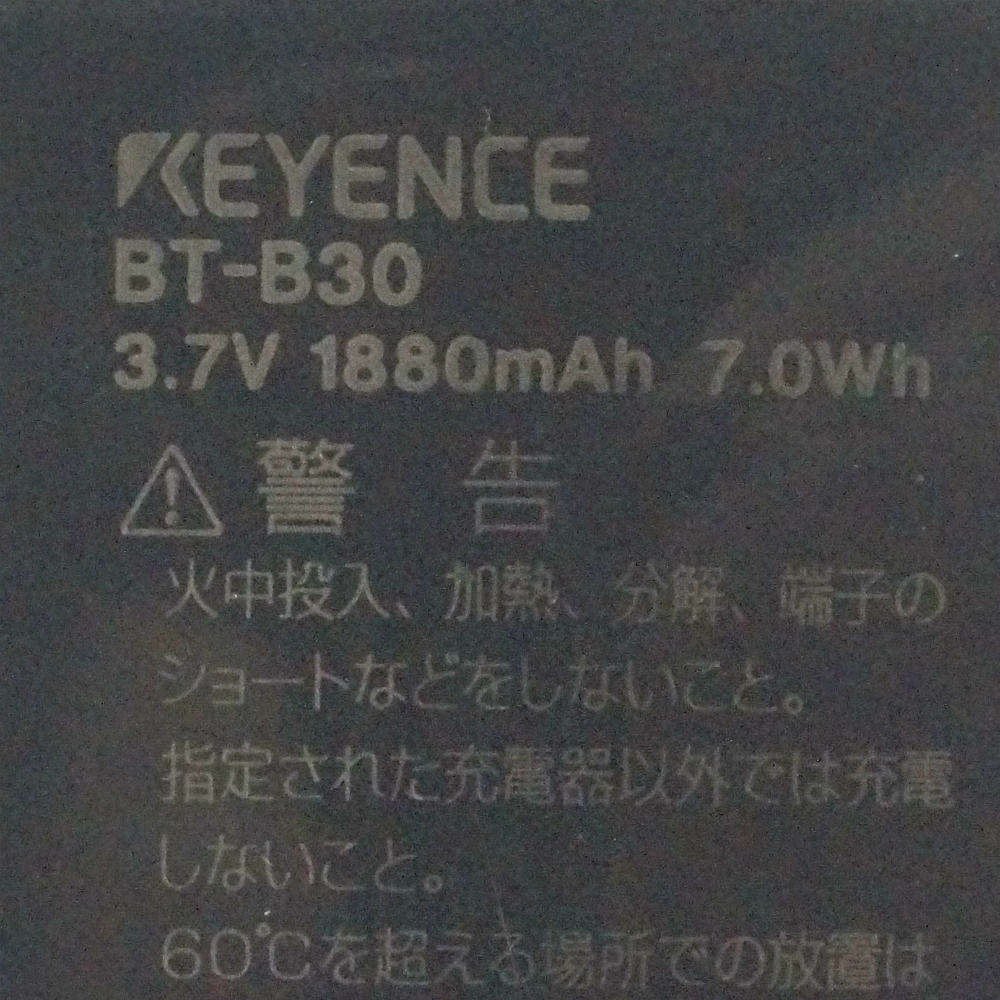 KEYENCE
BT-B30
3.7V 1880mAh 7.0Wh
警 告
火中投入、加熱、分解、端子の
ショートなどをしないこと。
指定された充電器以外では充電
しないこと。
60℃を超える場所での放置は